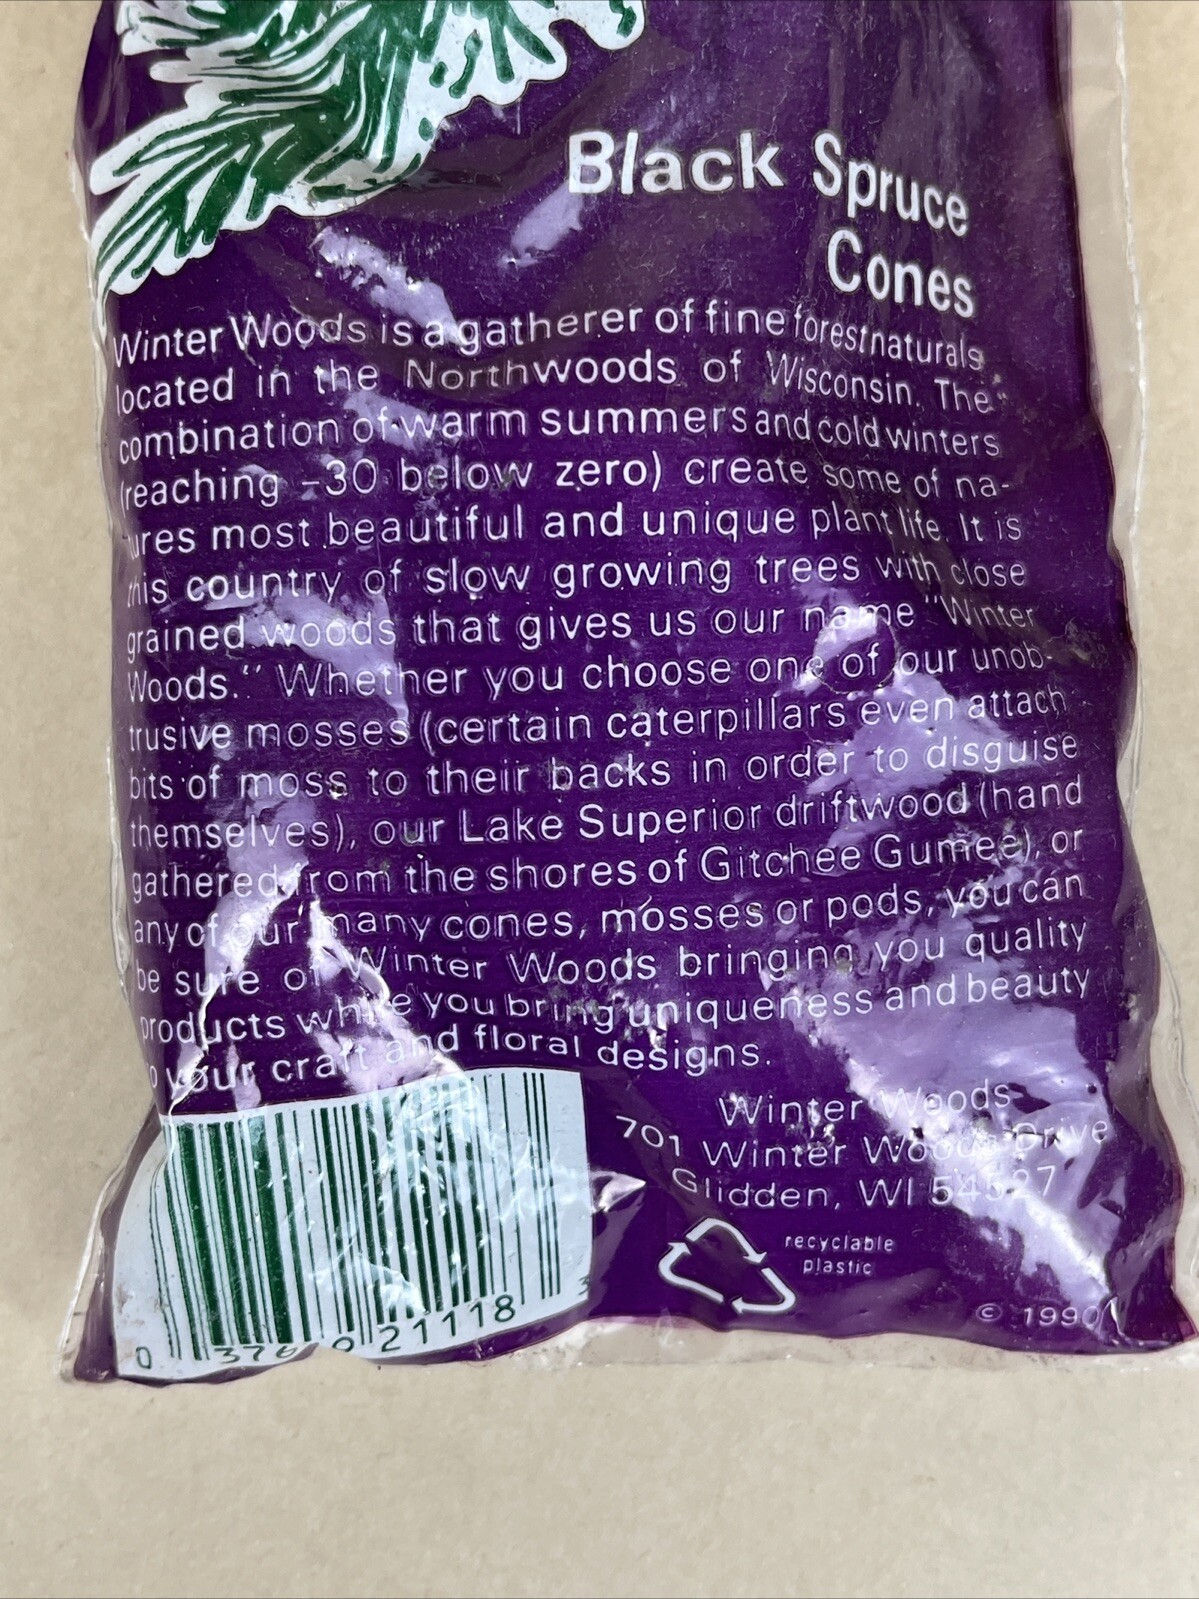 Black Spruce
Cones
Winter Woods is a gatherer of fine forest naturals
located in the Northwoods of Wisconsin. The
combination of warm summers and cold winters
(reaching -30 below zero) create some of na-
tures most beautiful and unique plant life. It is
this country of slow growing trees with close
grained woods that gives us our name "Winter
Woods." Whether you choose one of our unob-
trusive mosses (certain caterpillars even attach
bits of moss to their backs in order to disguise
themselves), our Lake Superior driftwood (hand
gathered from the shores of Gitchee Gumee), or
any of our many cones, mosses or pods, you can
be sure of Winter Woods bringing you quality
products while you bring uniqueness and beauty
to your craft and floral designs.
Winter Woods
701 Winter Woods Drive
Glidden, WI 54527
recyclable
plastic
© 1990
0 21118 3